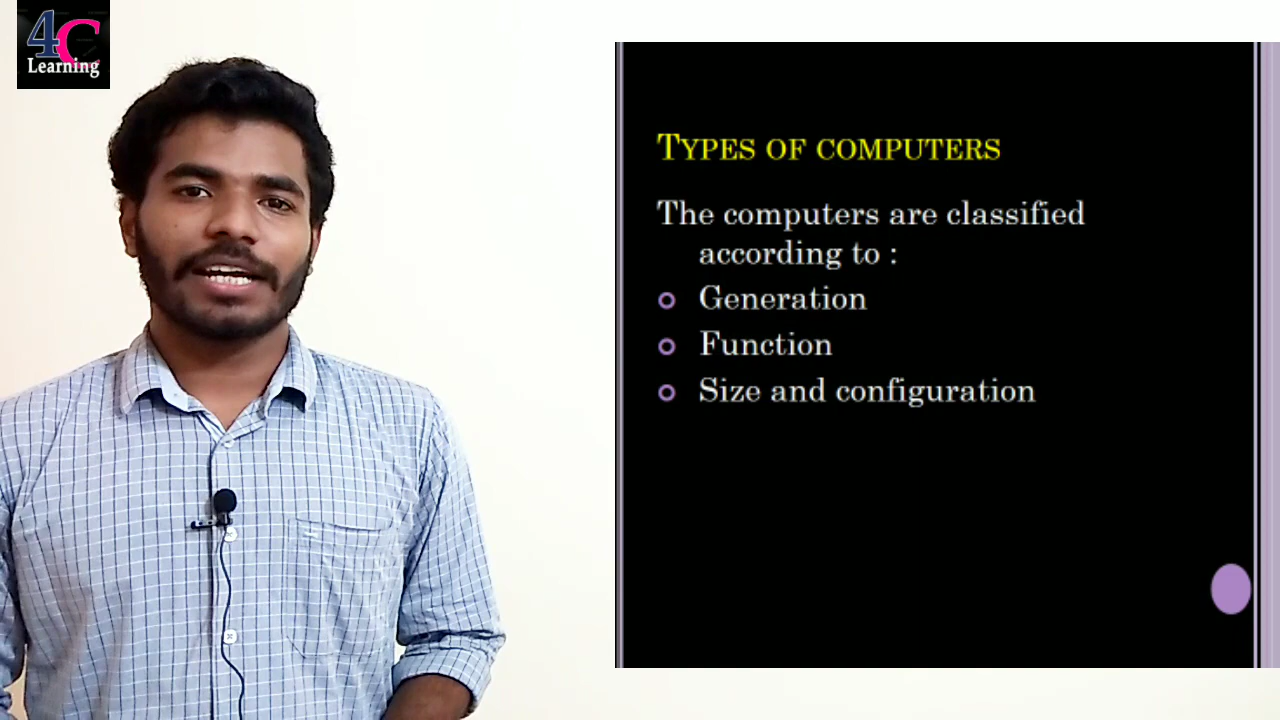 4C
Learning
TYPES OF COMPUTERS
The computers are classified
according to :
Generation
Function
Size and configuration